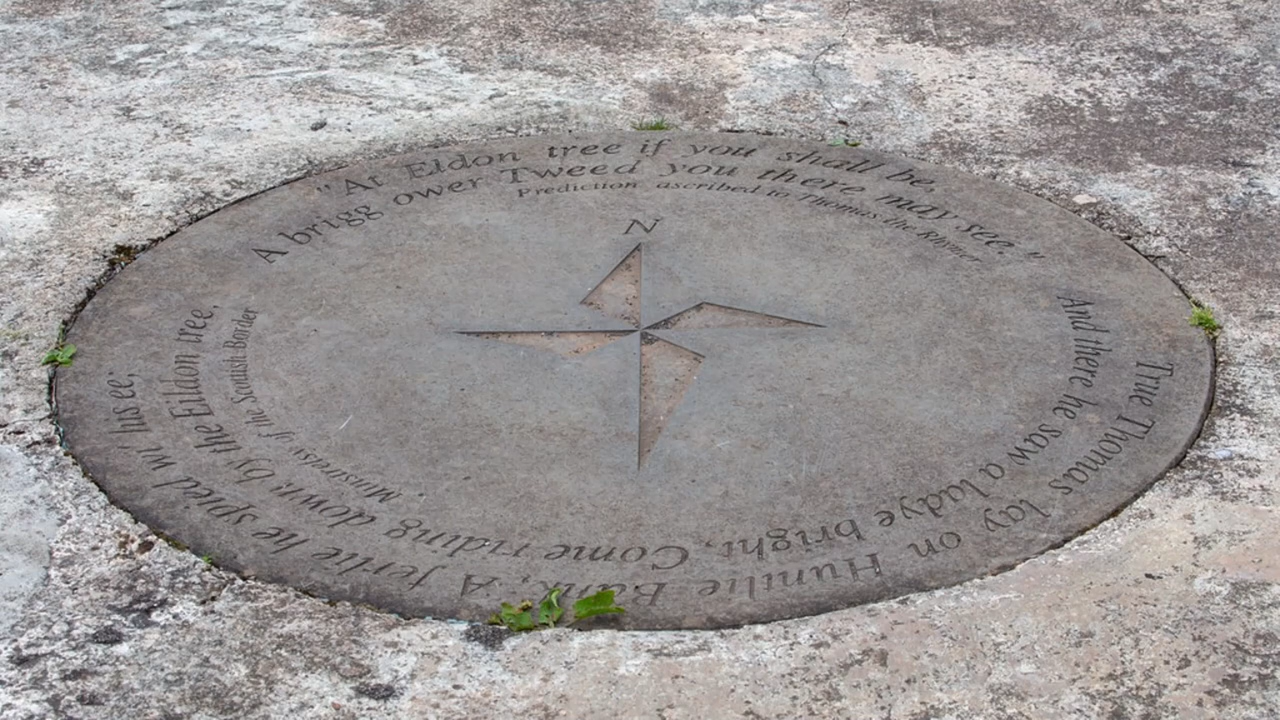 "At Eldon tree if you shall be,
A brigg ower Tweed you there may see."
Prediction ascribed to Thomas the Rhymer
N
True Thomas lay on Huntlie Bank, A ferlie he spied wi' his ee;
And there he saw a ladye bright, Come riding down by the Eildon tree.
Minstrelsy of the Scottish Border